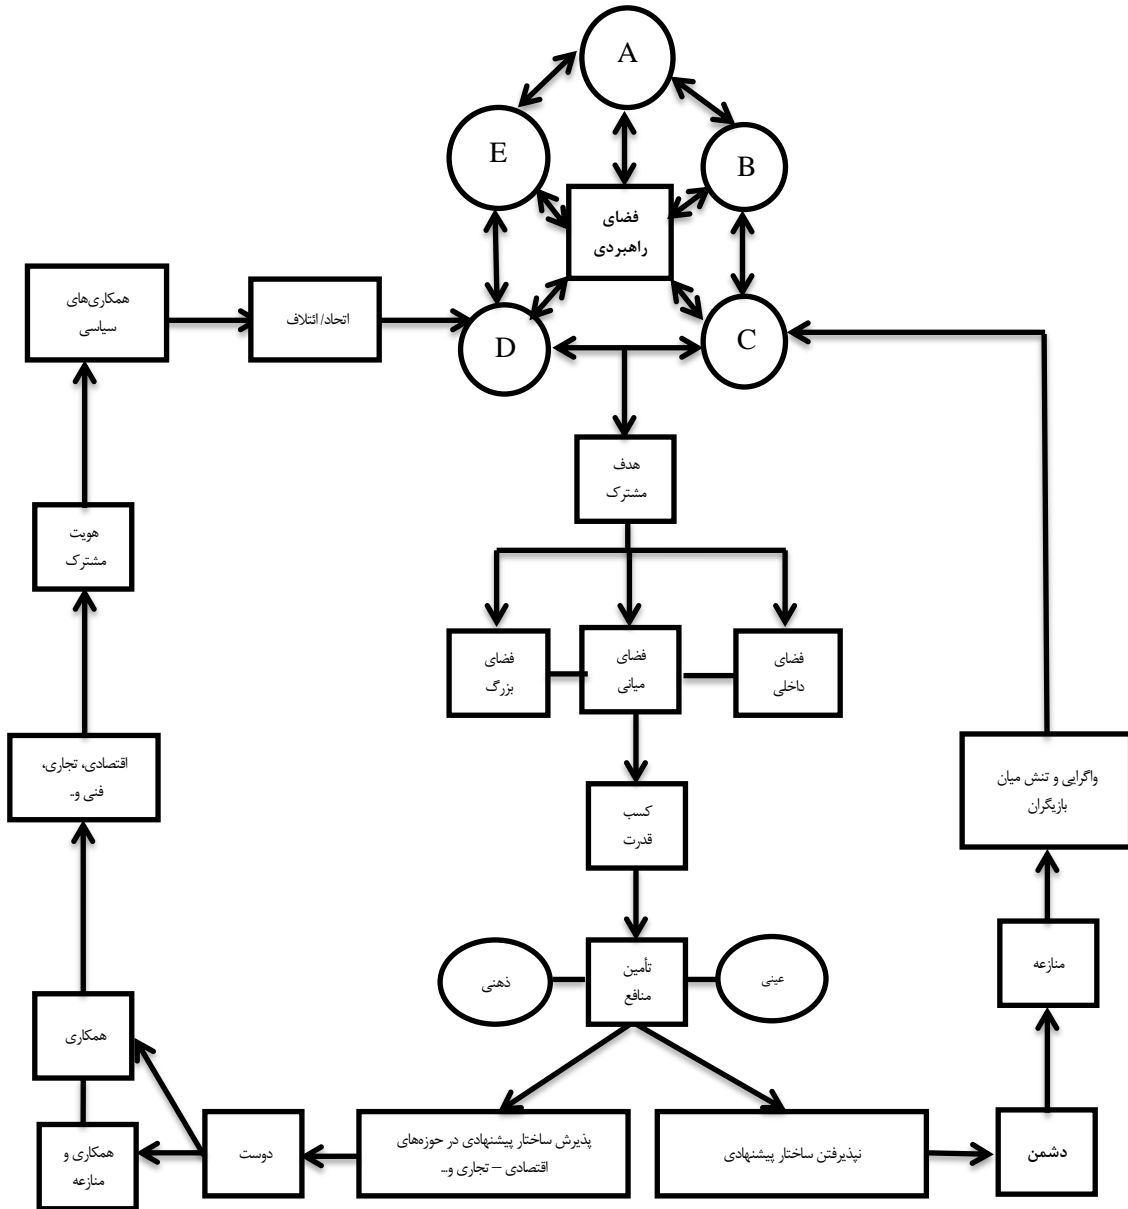 A
E
B
فضای
راهبردی
D
C
همکاری‌های
سیاسی
اتحاد/ ائتلاف
هدف
مشترک
هویت
مشترک
فضای
داخلی
فضای
میانی
فضای
بزرگ
واگرایی و تنش میان
بازیگران
اقتصادی، تجاری،
فنی و..
کسب
قدرت
منازعه
تأمین
منافع
عینی
ذهنی
همکاری
دشمن
نپذیرفتن ساختار پیشنهادی
پذیرش ساختار پیشنهادی در حوزه‌های
اقتصادی – تجاری و...
دوست
همکاری و
منازعه